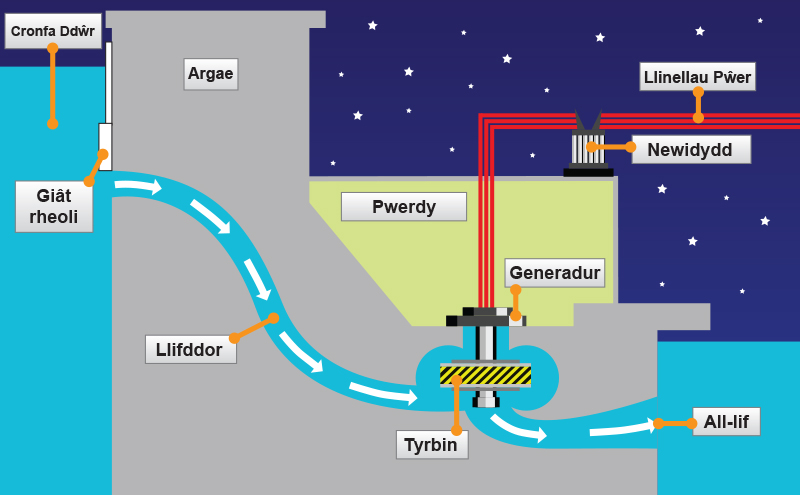 Cronfa Ddŵr
Argae
Llinellau Pŵer
Newidydd
Giât
rheoli
Pwerdy
Generadur
Llifddor
Tyrbin
All-lif